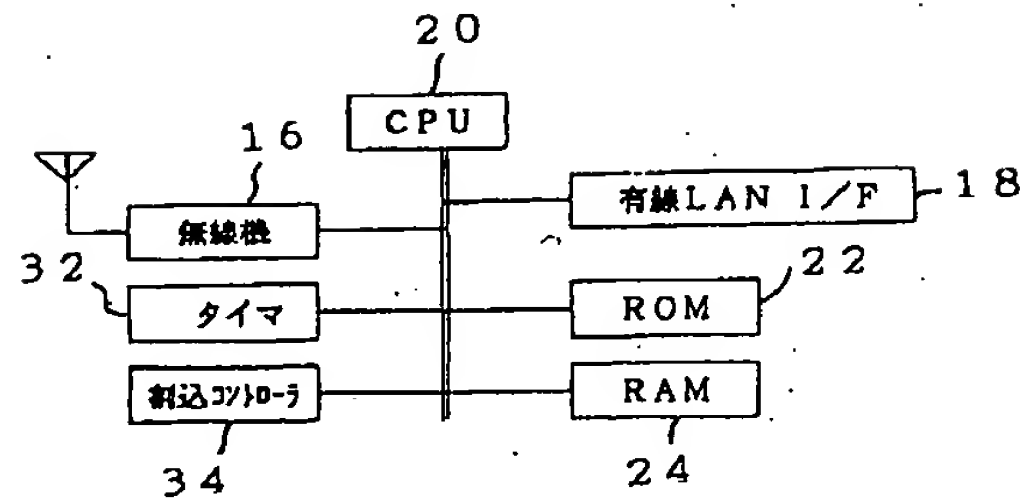 20
CPU
16
有線LAN I/F
18
無線機
32
22
タイマ
ROM
割込コントローラ
RAM
34
24